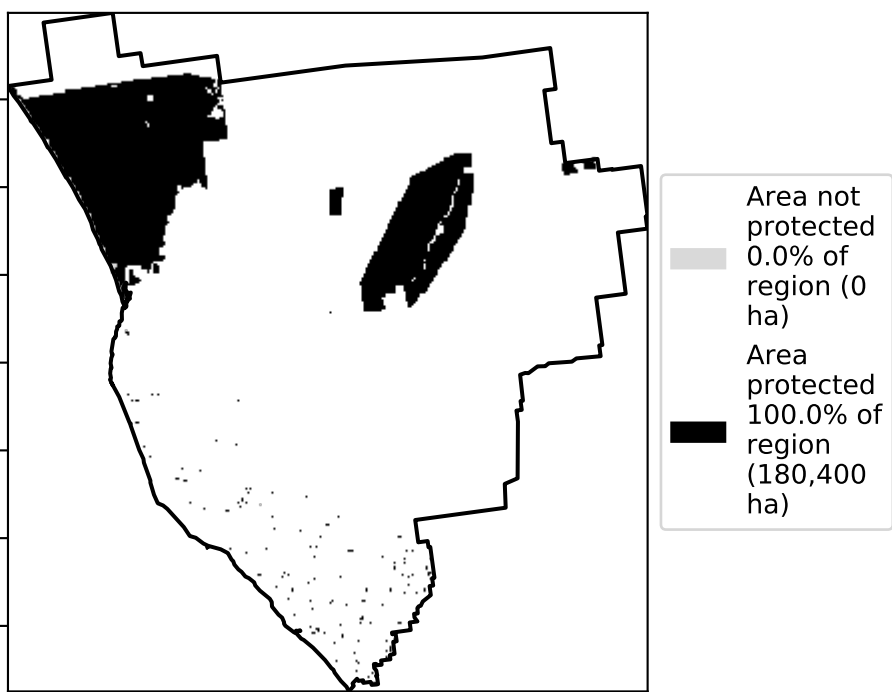 Area not
protected
0.0% of
region (0
ha)
Area
protected
100.0% of
region
(180,400
ha)